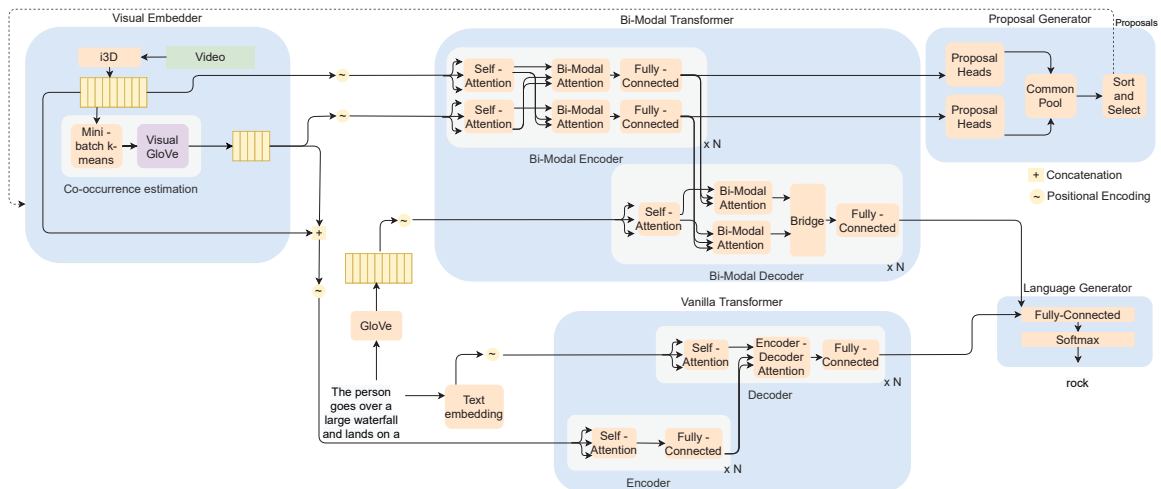 Visual Embedder
i3D
Video
Mini -
batch k-
means
Visual
GloVe
Co-occurrence estimation
~
~
+
~
Bi-Modal Transformer
Self -
Attention
Bi-Modal
Attention
Fully -
Connected
Self -
Attention
Bi-Modal
Attention
Fully -
Connected
x N
Bi-Modal Encoder
~
Self -
Attention
Bi-Modal
Attention
Bi-Modal
Attention
Bridge
Fully -
Connected
x N
Bi-Modal Decoder
Proposal Generator
Proposals
Proposal
Heads
Proposal
Heads
Common
Pool
Sort
and
Select
+ Concatenation
~ Positional Encoding
GloVe
The person
goes over a
large waterfall
and lands on a
Text
embedding
~
Vanilla Transformer
Self -
Attention
Encoder -
Decoder
Attention
Fully -
Connected
x N
Decoder
Self -
Attention
Fully -
Connected
x N
Encoder
Language Generator
Fully-Connected
Softmax
rock